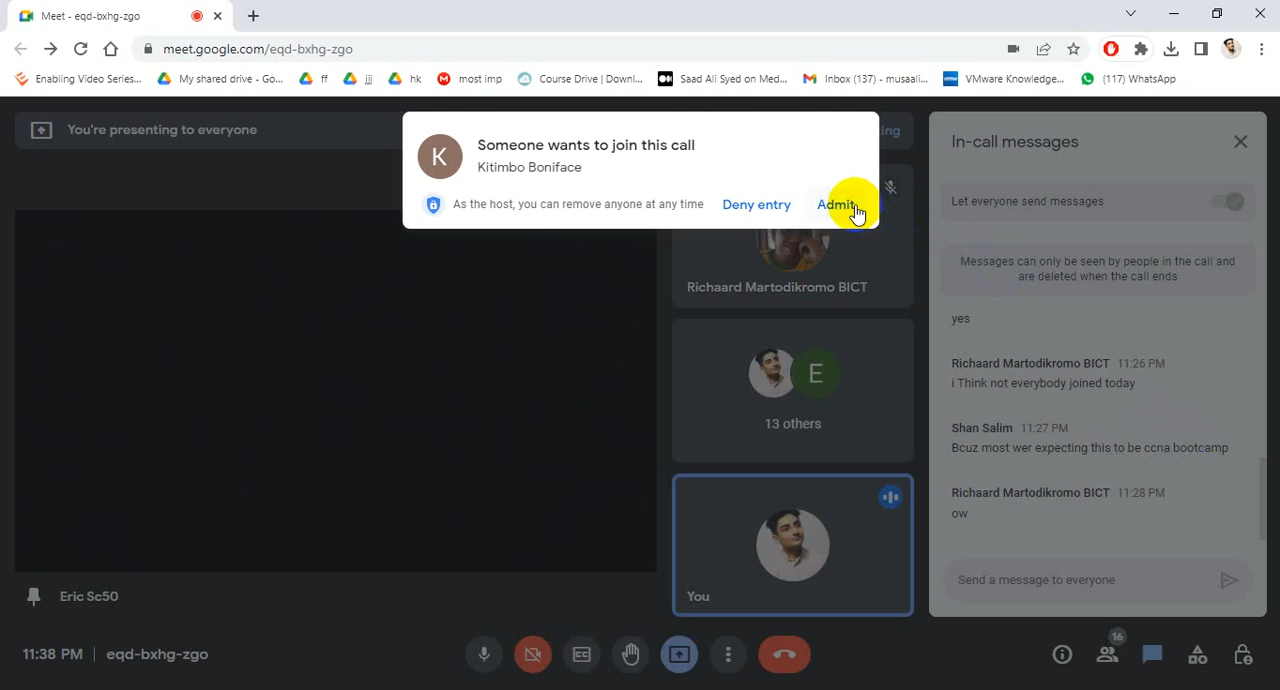 Meet - eqd-bxhg-zgo
meet.google.com/eqd-bxhg-zgo
Enabling Video Series...
My shared drive - Go...
ff
jjj
hk
most imp
Course Drive | Downl...
Saad Ali Syed on Med...
Inbox (137) - musaali...
VMware Knowledge...
(117) WhatsApp
You're presenting to everyone
K
Someone wants to join this call
Kitimbo Boniface
As the host, you can remove anyone at any time
Deny entry
Admit
Richaard Martodikromo BICT
E
13 others
You
Eric Sc50
In-call messages
Let everyone send messages
Messages can only be seen by people in the call and
are deleted when the call ends
yes
Richaard Martodikromo BICT 11:26 PM
i Think not everybody joined today
Shan Salim 11:27 PM
Bcuz most wer expecting this to be ccna bootcamp
Richaard Martodikromo BICT 11:28 PM
ow
Send a message to everyone
11:38 PM | eqd-bxhg-zgo
16